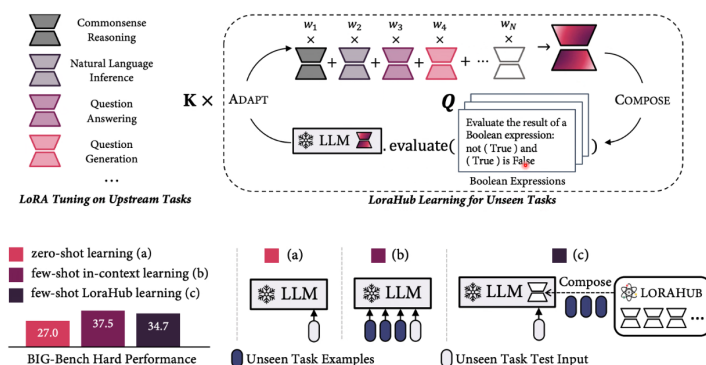 Commonsense
Reasoning
Natural Language
Inference
Question
Answering
Question
Generation
...
LoRA Tuning on Upstream Tasks
K ×
ADAPT
w1 w2 w3 w4 wN
× × × × ×
+ + + + ...
COMPOSE
Q
LLM .evaluate( )
Evaluate the result of a
Boolean expression:
not ( True ) and
( True ) is False
Boolean Expressions
LoraHub Learning for Unseen Tasks
zero-shot learning (a)
few-shot in-context learning (b)
few-shot LoraHub learning (c)
27.0
37.5
34.7
BIG-Bench Hard Performance
(a)
LLM
(b)
LLM
(c)
LLM
Compose
LORAHUB
...
Unseen Task Examples
Unseen Task Test Input